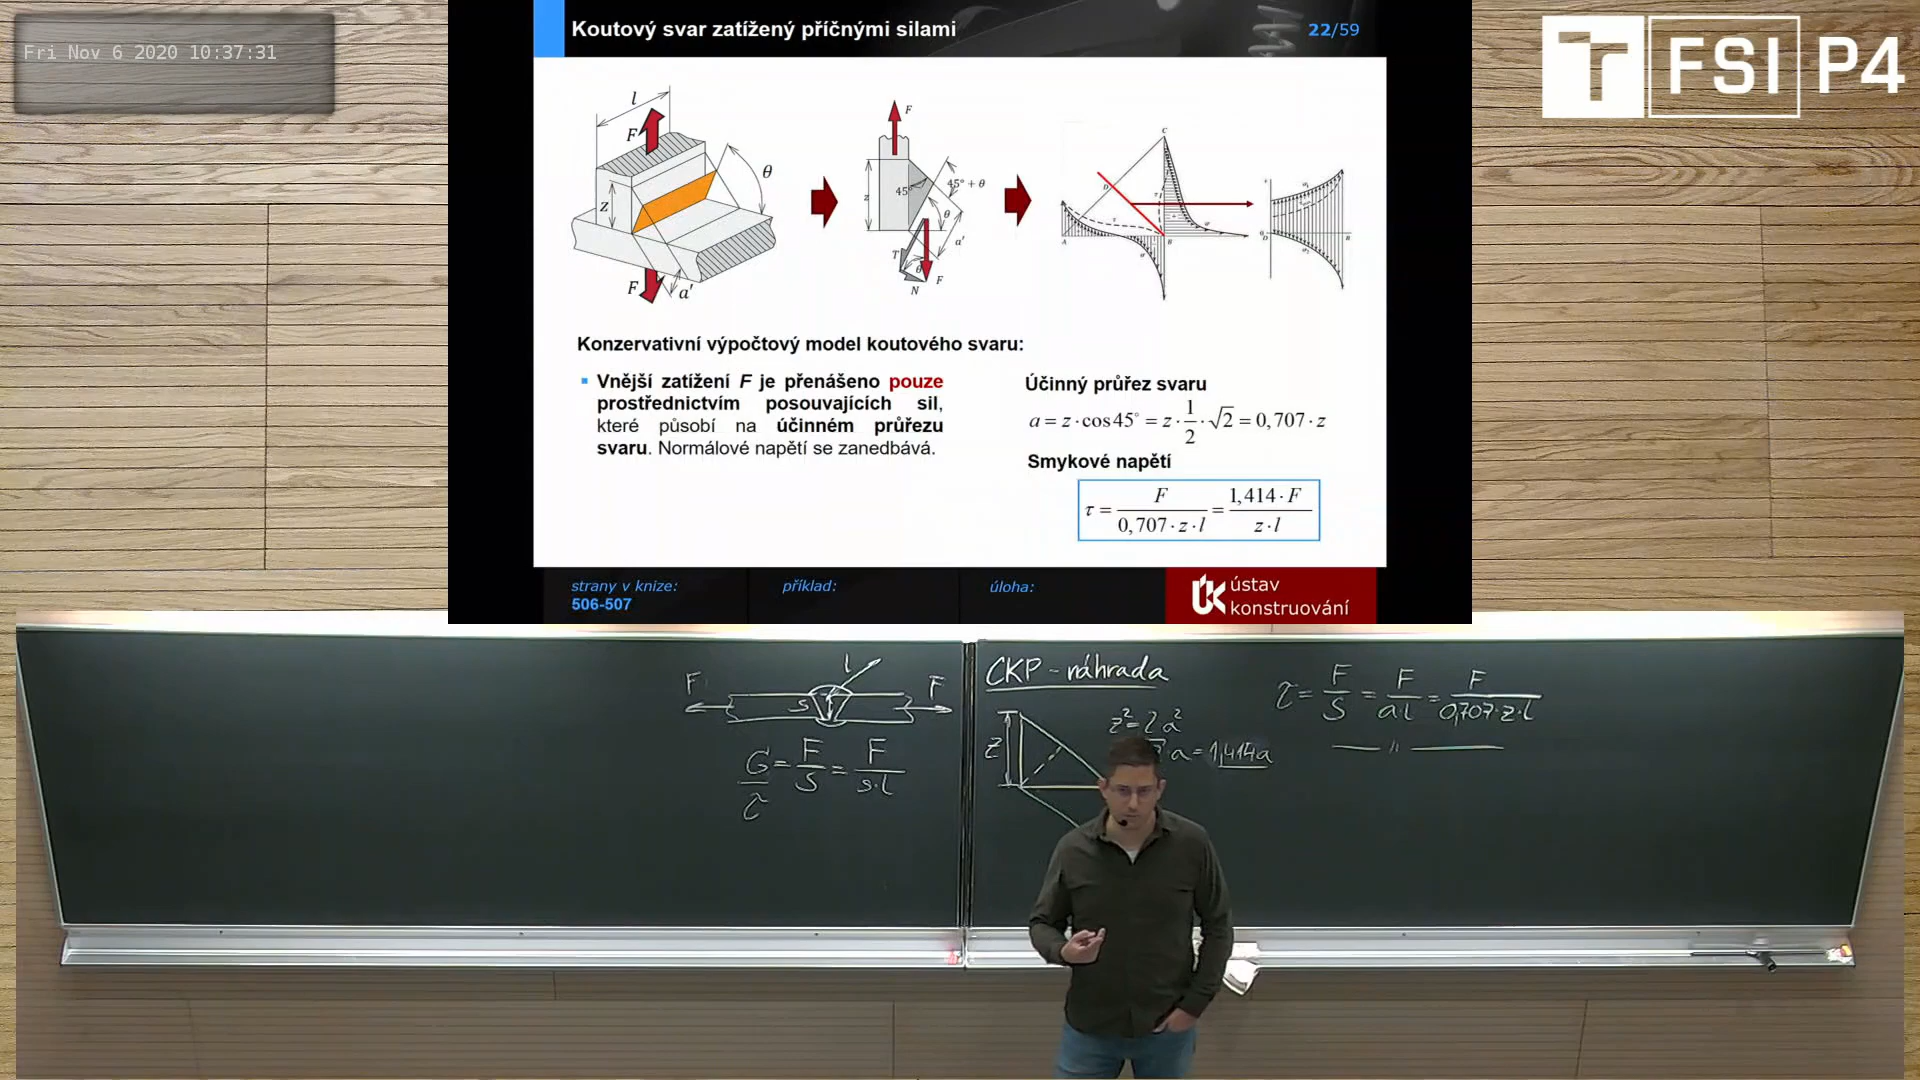 Fri Nov 6 2020 10:37:31
Koutový svar zatížený příčnými silami
22/59
FSI P4
l
F
θ
z
F
a'
F
45°
45° + θ
z
θ
a'
T
θ
F
N
C
D
τ
A
B
σ
σ
Konzervativní výpočtový model koutového svaru:
Vnější zatížení F je přenášeno pouze
prostřednictvím posouvajících sil,
které působí na účinném průřezu
svaru. Normálové napětí se zanedbává.
Účinný průřez svaru
a = z · cos 45° = z · 1/2 · √2 = 0,707 · z
Smykové napětí
τ = F / (0,707 · z · l) = 1,414 · F / (z · l)
strany v knize:
506-507
příklad:
úloha:
ústav
konstruování
F
l
F
s
F F
G = — = —
S s·l
τ
CKP - náhrada
z² = 2a²
z
·a = 1,414a
τ = F/S = F/(a·l) = F/(0,707·z·l)
— " —